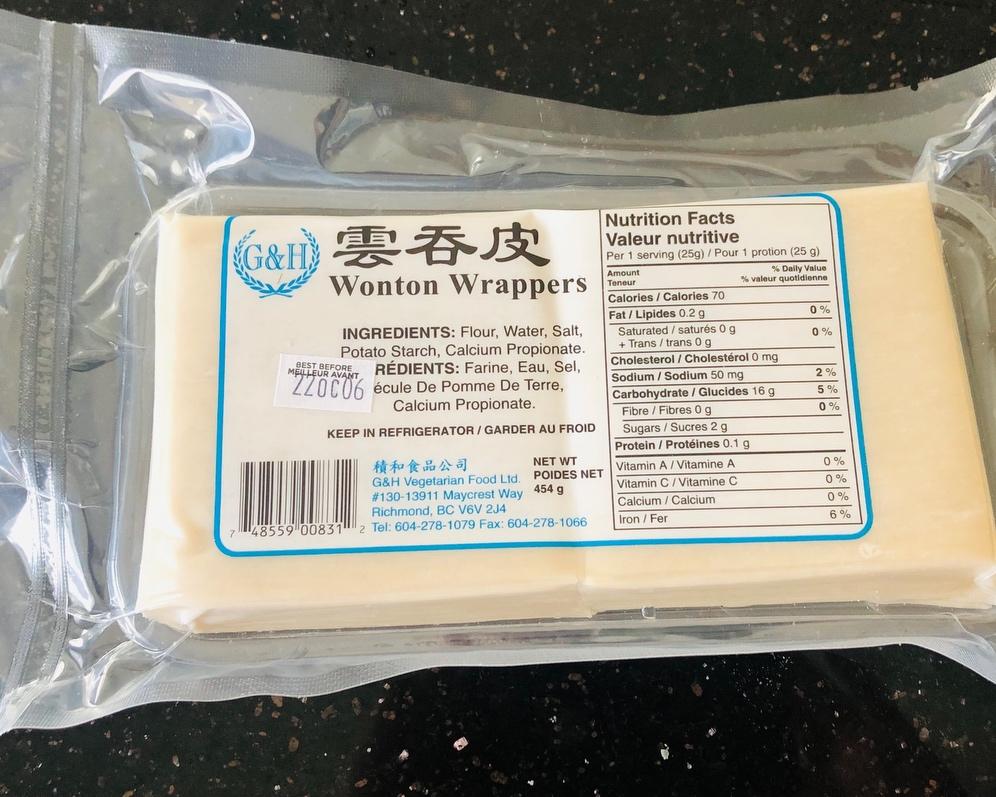 G&H
雲吞皮
Wonton Wrappers
INGREDIENTS: Flour, Water, Salt,
Potato Starch, Calcium Propionate.
RÉDIENTS: Farine, Eau, Sel,
écule De Pomme De Terre,
Calcium Propionate.
BEST BEFORE
MEILLEUR AVANT
22OC06
KEEP IN REFRIGERATOR / GARDER AU FROID
積和食品公司
G&H Vegetarian Food Ltd.
#130-13911 Maycrest Way
Richmond, BC V6V 2J4
Tel: 604-278-1079 Fax: 604-278-1066
NET WT
POIDES NET
454 g
7 48559 00831 2
Nutrition Facts
Valeur nutritive
Per 1 serving (25g) / Pour 1 protion (25 g)
Amount % Daily Value
Teneur % valeur quotidienne
Calories / Calories 70
Fat / Lipides 0.2 g 0 %
Saturated / saturés 0 g 0 %
+ Trans / trans 0 g
Cholesterol / Cholestérol 0 mg
Sodium / Sodium 50 mg 2 %
Carbohydrate / Glucides 16 g 5 %
Fibre / Fibres 0 g 0 %
Sugars / Sucres 2 g
Protein / Protéines 0.1 g
Vitamin A / Vitamine A 0 %
Vitamin C / Vitamine C 0 %
Calcium / Calcium 0 %
Iron / Fer 6 %